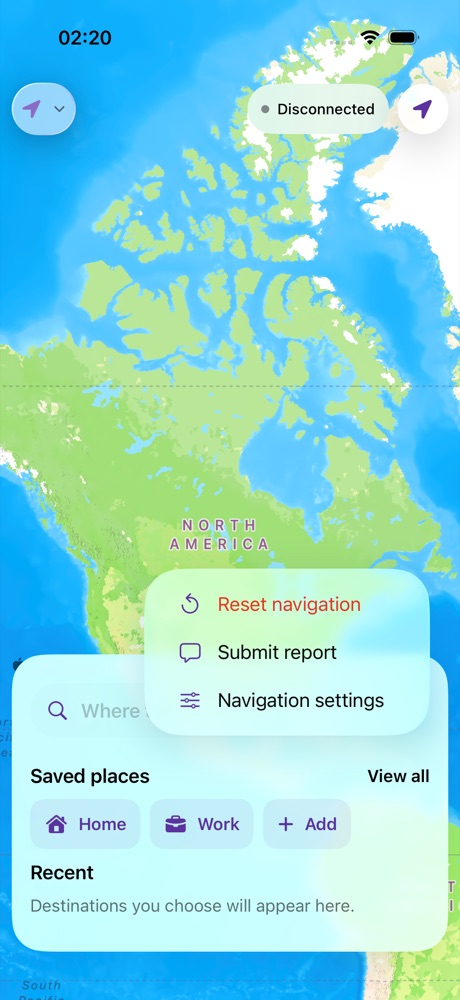 02:20
Disconnected
NORTH
AMERICA
Reset navigation
Submit report
Navigation settings
Where
Saved places
View all
Home
Work
Add
Recent
Destinations you choose will appear here.
South
Pacific